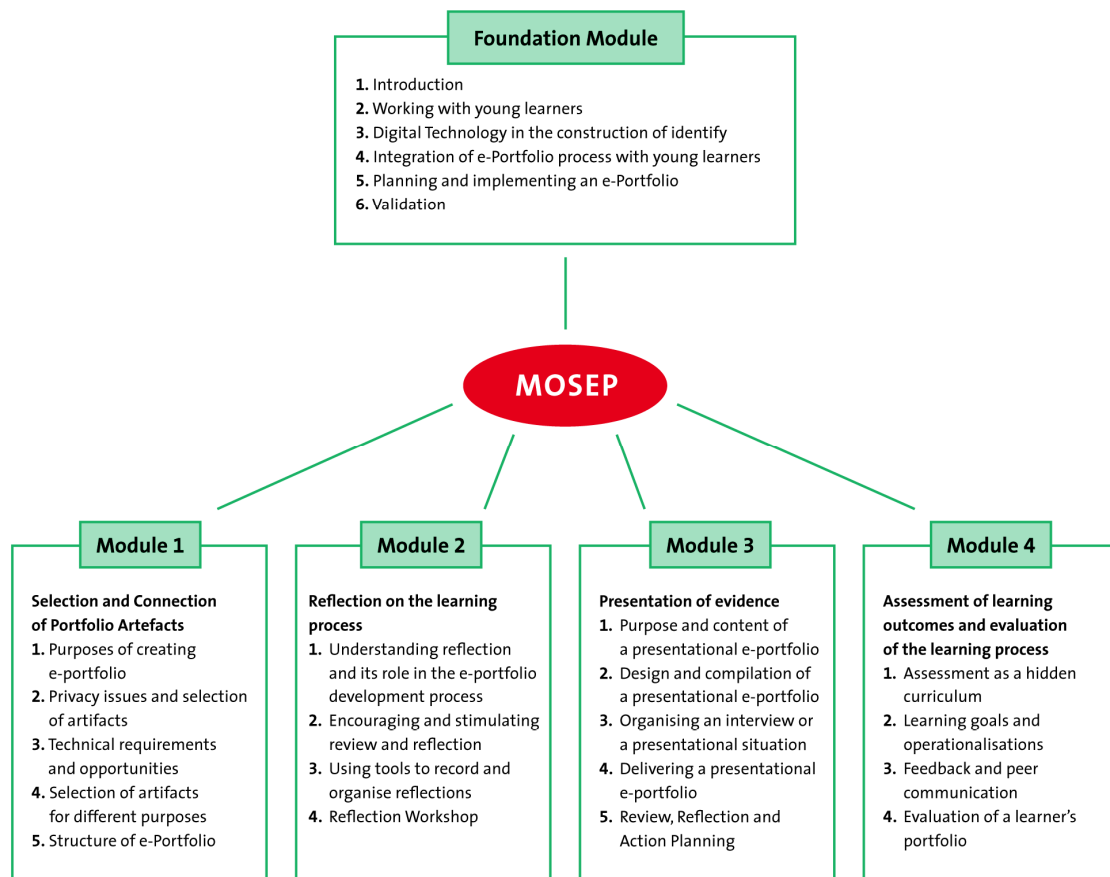 Foundation Module
1. Introduction
2. Working with young learners
3. Digital Technology in the construction of identify
4. Integration of e-Portfolio process with young learners
5. Planning and implementing an e-Portfolio
6. Validation
MOSEP
Module 1
Selection and Connection
of Portfolio Artefacts
1. Purposes of creating
e-portfolio
2. Privacy issues and selection
of artifacts
3. Technical requirements
and opportunities
4. Selection of artifacts
for different purposes
5. Structure of e-Portfolio
Module 2
Reflection on the learning
process
1. Understanding reflection
and its role in the e-portfolio
development process
2. Encouraging and stimulating
review and reflection
3. Using tools to record and
organise reflections
4. Reflection Workshop
Module 3
Presentation of evidence
1. Purpose and content of
a presentational e-portfolio
2. Design and compilation of
a presentational e-portfolio
3. Organising an interview or
a presentational situation
4. Delivering a presentational
e-portfolio
5. Review, Reflection and
Action Planning
Module 4
Assessment of learning
outcomes and evaluation
of the learning process
1. Assessment as a hidden
curriculum
2. Learning goals and
operationalisations
3. Feedback and peer
communication
4. Evaluation of a learner's
portfolio